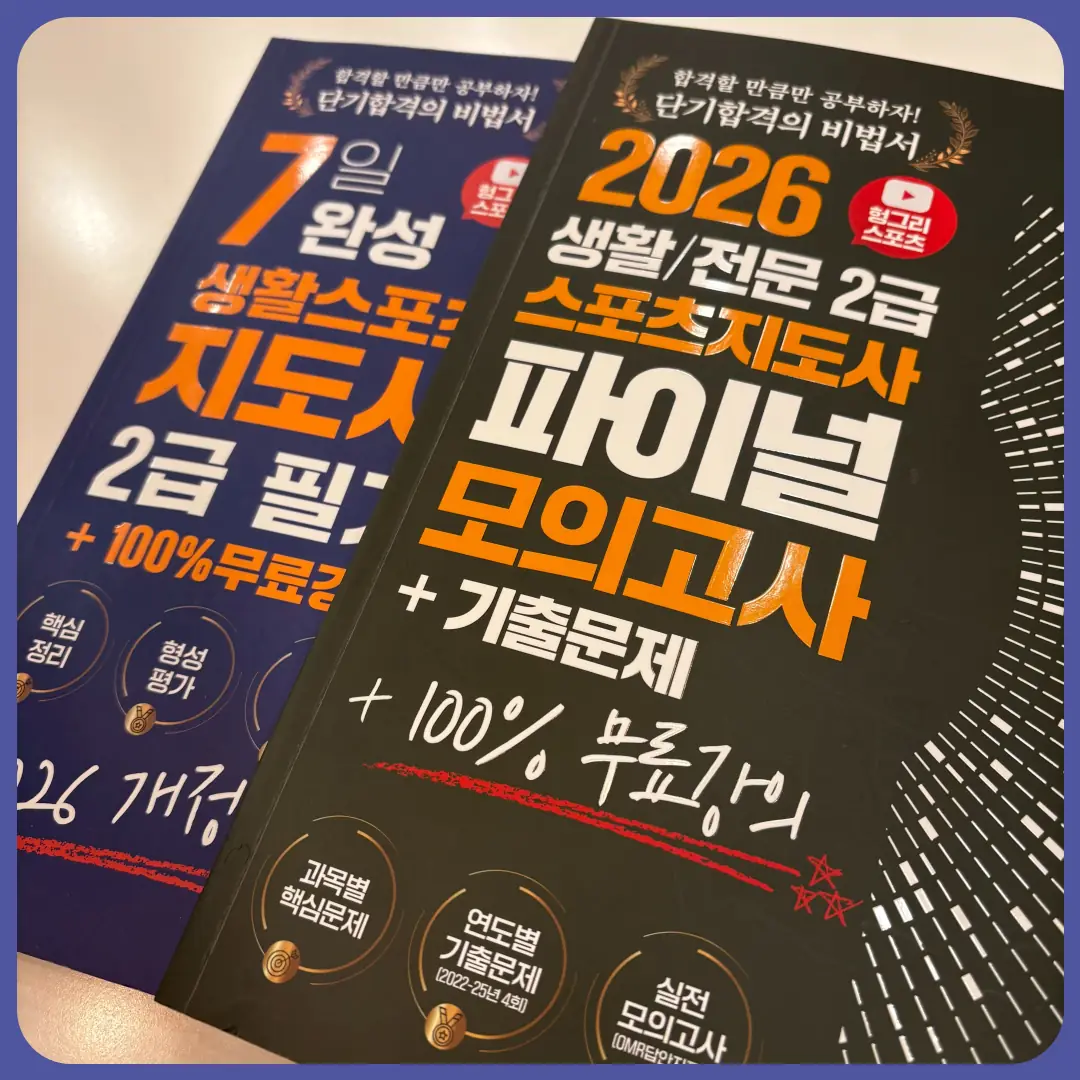 합격할 만큼만 공부하자!
단기합격의 비법서
7일
완성
생활스포츠
지도사
2급 필기
+ 100%무료강
핵심
정리
형성
평가
26 개정
합격할 만큼만 공부하자!
단기합격의 비법서
2026
헝그리
스포츠
생활/전문 2급
스포츠지도사
파이널
모의고사
+ 기출문제
+ 100% 무료강의
과목별
핵심문제
연도별
기출문제
(2022-25년 4회)
실전
모의고사